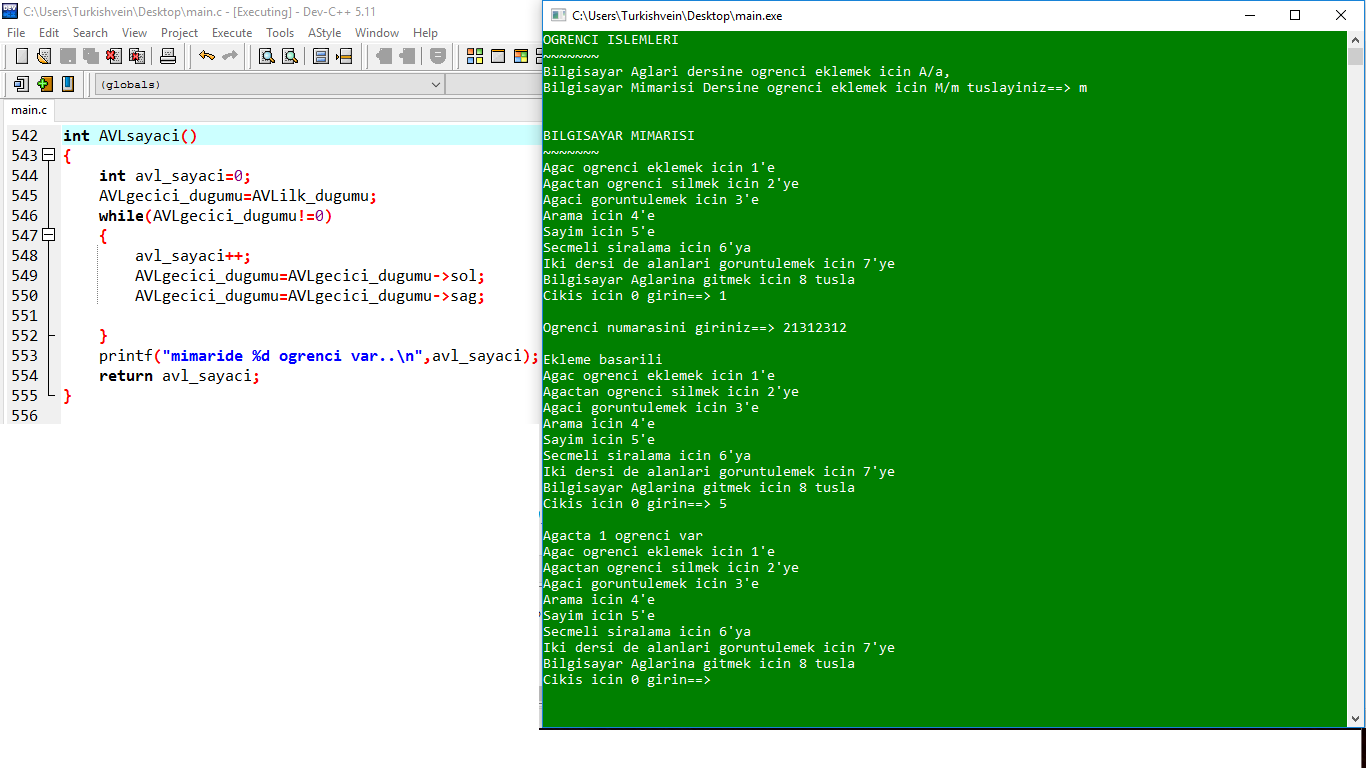 C:\Users\Turkishvein\Desktop\main.c - [Executing] - Dev-C++ 5.11
File Edit Search View Project Execute Tools AStyle Window Help
(globals)
main.c
542 int AVLsayaci()
543 {
544 int avl_sayaci=0;
545 AVLgecici_dugumu=AVLilk_dugumu;
546 while(AVLgecici_dugumu!=0)
547 {
548 avl_sayaci++;
549 AVLgecici_dugumu=AVLgecici_dugumu->sol;
550 AVLgecici_dugumu=AVLgecici_dugumu->sag;
551
552 }
553 printf("mimaride %d ogrenci var..\n",avl_sayaci);
554 return avl_sayaci;
555 }
556
C:\Users\Turkishvein\Desktop\main.exe
OGRENCI ISLEMLERI
~~~~~~~
Bilgisayar Aglari dersine ogrenci eklemek icin A/a,
Bilgisayar Mimarisi Dersine ogrenci eklemek icin M/m tuslayiniz==> m
BILGISAYAR MIMARISI
~~~~~~~
Agac ogrenci eklemek icin 1'e
Agactan ogrenci silmek icin 2'ye
Agaci goruntulemek icin 3'e
Arama icin 4'e
Sayim icin 5'e
Secmeli siralama icin 6'ya
Iki dersi de alanlari goruntulemek icin 7'ye
Bilgisayar Aglarina gitmek icin 8 tusla
Cikis icin 0 girin==> 1
Ogrenci numarasini giriniz==> 21312312
Ekleme basarili
Agac ogrenci eklemek icin 1'e
Agactan ogrenci silmek icin 2'ye
Agaci goruntulemek icin 3'e
Arama icin 4'e
Sayim icin 5'e
Secmeli siralama icin 6'ya
Iki dersi de alanlari goruntulemek icin 7'ye
Bilgisayar Aglarina gitmek icin 8 tusla
Cikis icin 0 girin==> 5
Agacta 1 ogrenci var
Agac ogrenci eklemek icin 1'e
Agactan ogrenci silmek icin 2'ye
Agaci goruntulemek icin 3'e
Arama icin 4'e
Sayim icin 5'e
Secmeli siralama icin 6'ya
Iki dersi de alanlari goruntulemek icin 7'ye
Bilgisayar Aglarina gitmek icin 8 tusla
Cikis icin 0 girin==>